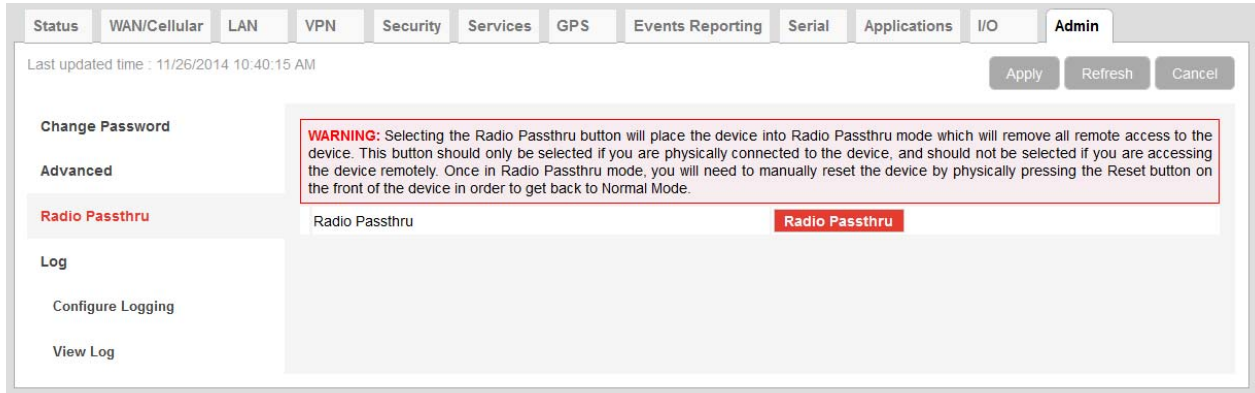 Status WAN/Cellular LAN VPN Security Services GPS Events Reporting Serial Applications I/O Admin
Last updated time : 11/26/2014 10:40:15 AM
Apply Refresh Cancel
Change Password
Advanced
Radio Passthru
Log
Configure Logging
View Log
WARNING: Selecting the Radio Passthru button will place the device into Radio Passthru mode which will remove all remote access to the
device. This button should only be selected if you are physically connected to the device, and should not be selected if you are accessing
the device remotely. Once in Radio Passthru mode, you will need to manually reset the device by physically pressing the Reset button on
the front of the device in order to get back to Normal Mode.
Radio Passthru Radio Passthru